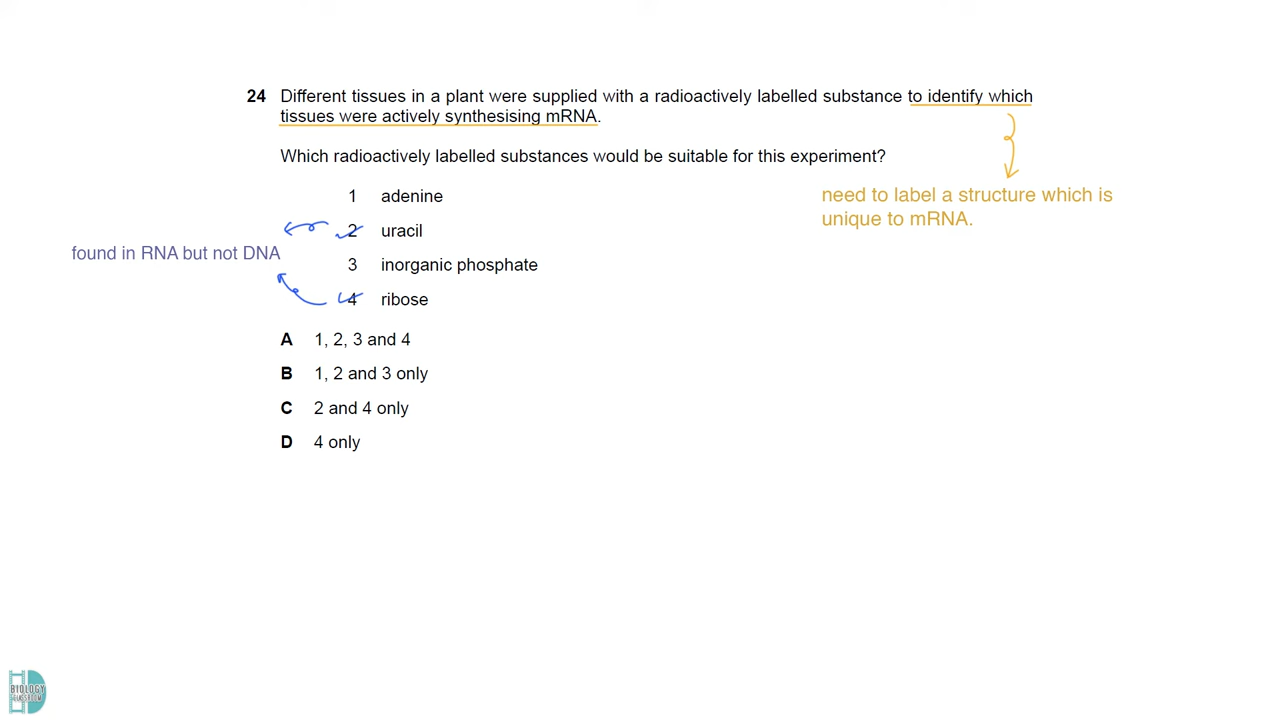 24 Different tissues in a plant were supplied with a radioactively labelled substance to identify which
tissues were actively synthesising mRNA.
Which radioactively labelled substances would be suitable for this experiment?
need to label a structure which is
unique to mRNA.
1 adenine
2 uracil
found in RNA but not DNA
3 inorganic phosphate
4 ribose
A 1, 2, 3 and 4
B 1, 2 and 3 only
C 2 and 4 only
D 4 only
BIOLOGY
CLASSROOM